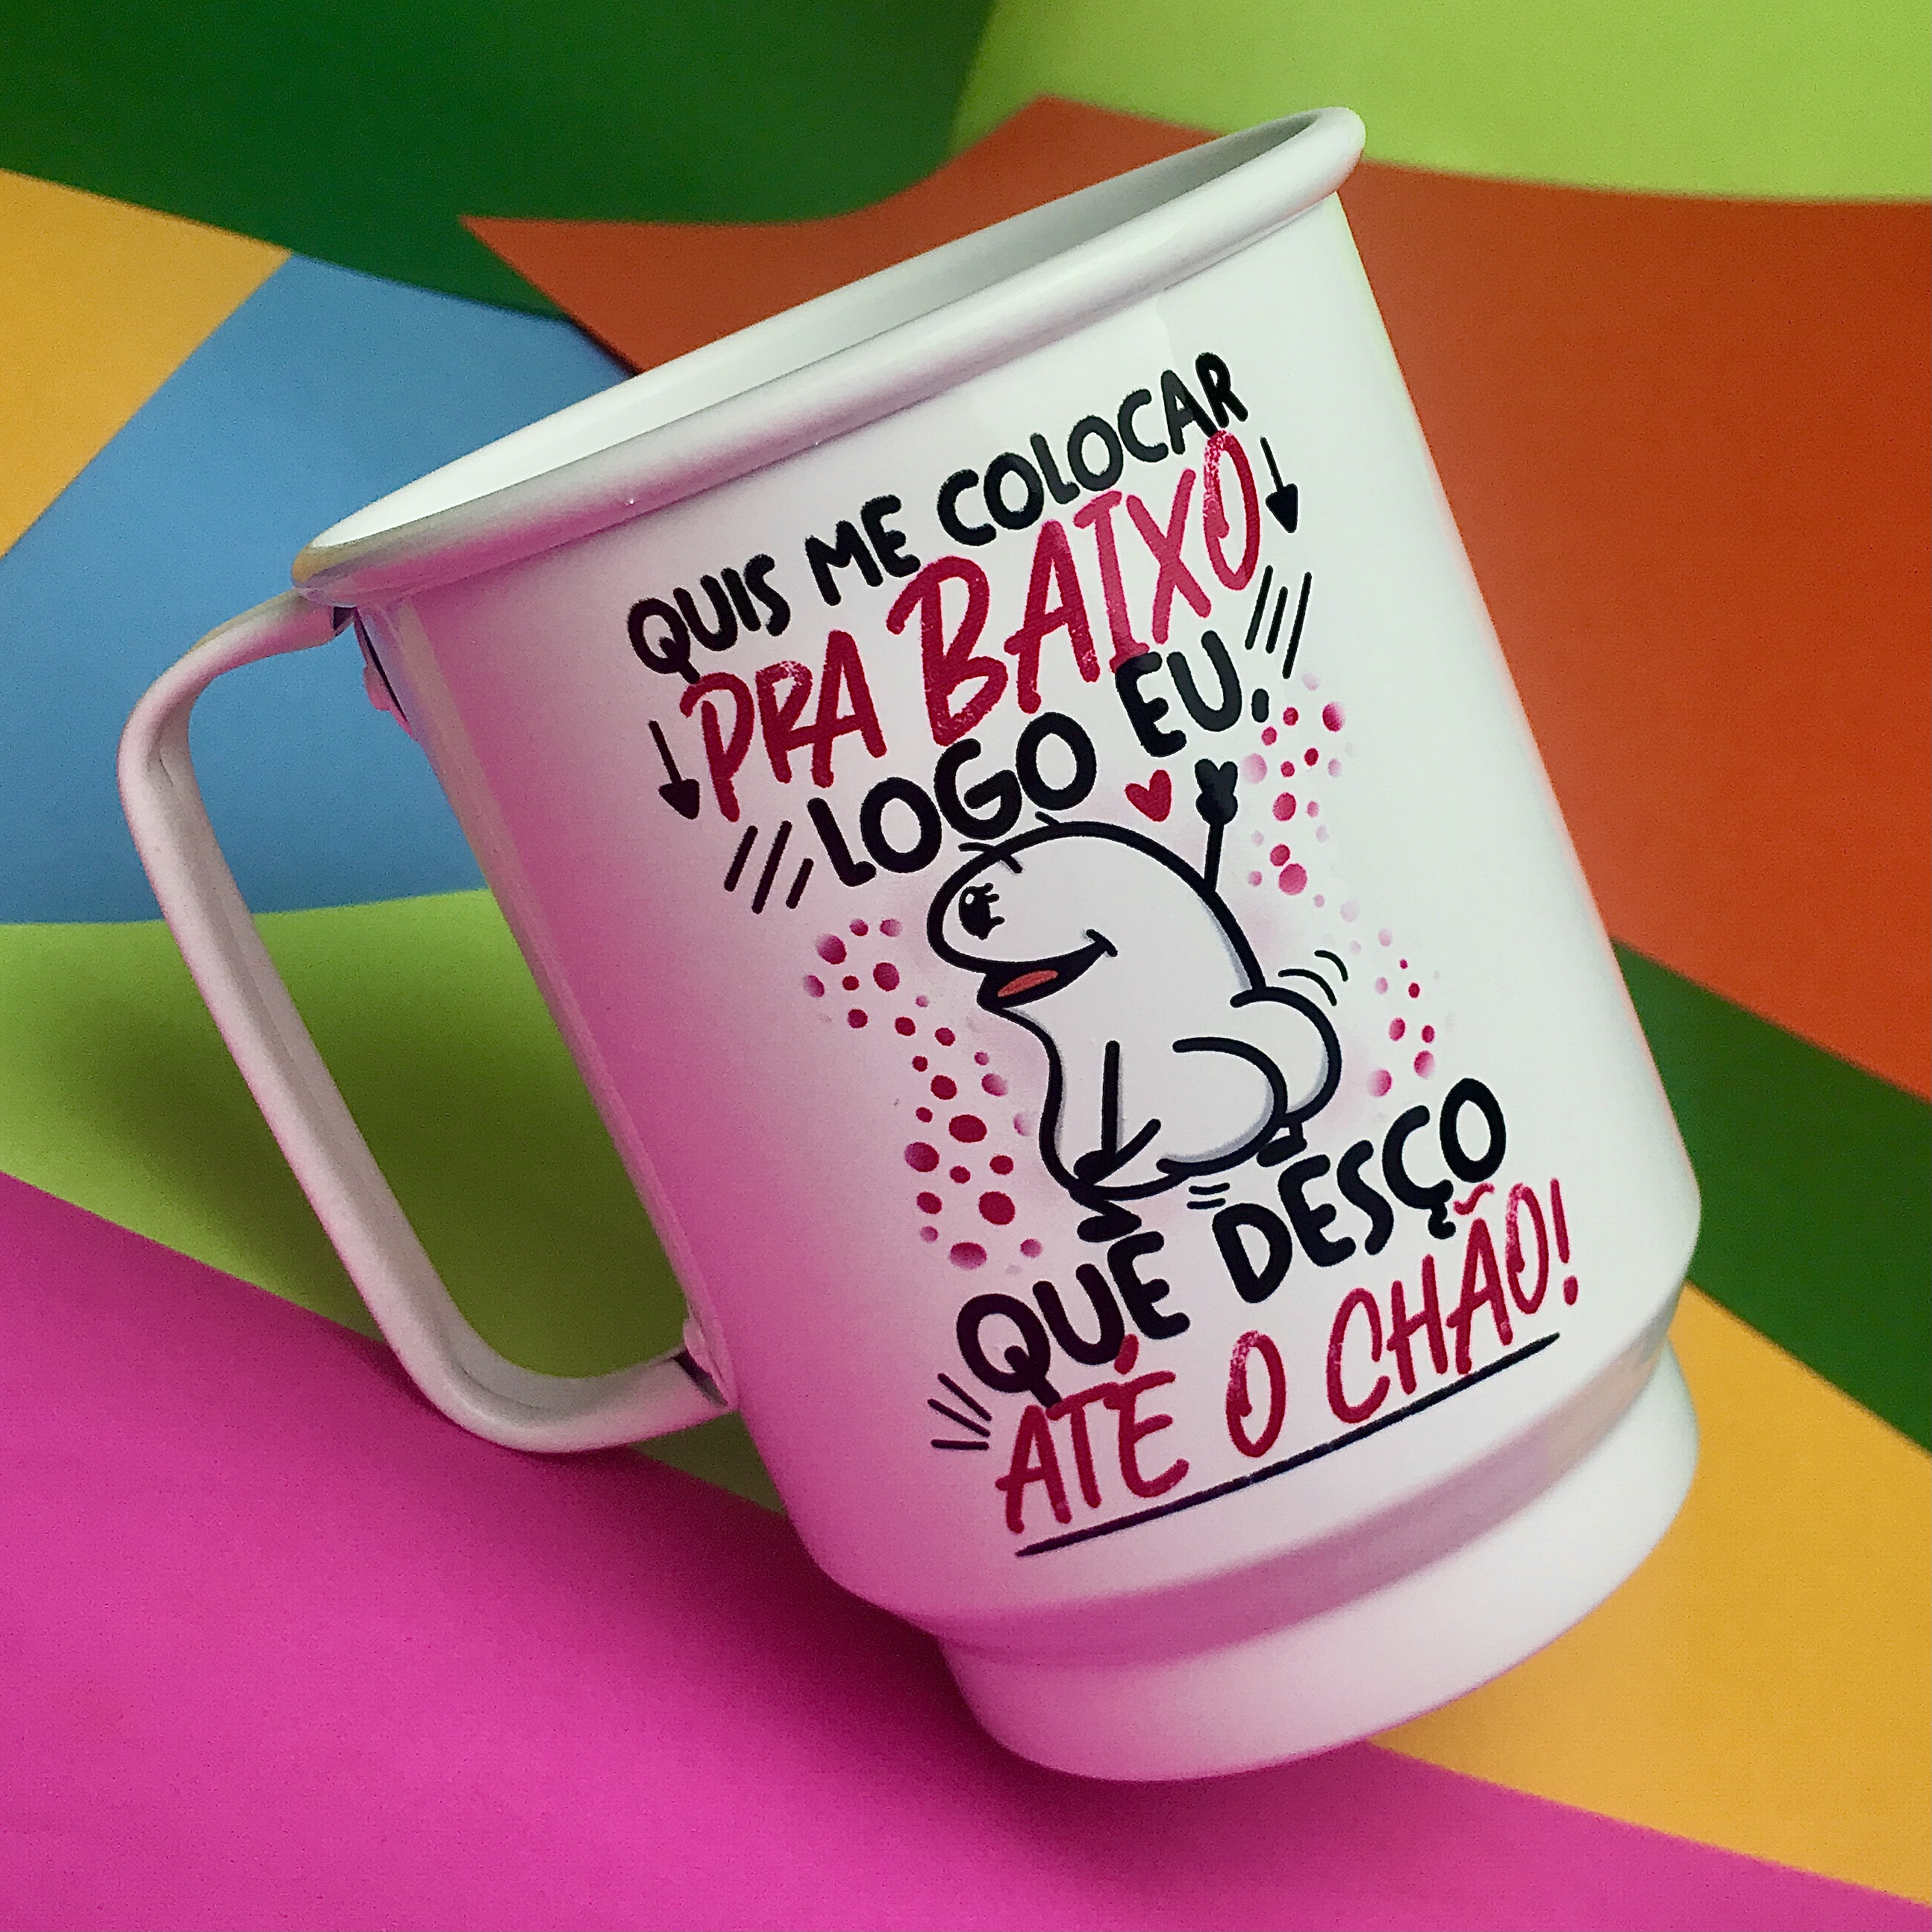 QUIS ME COLOCAR
PRA BAIXO
LOGO EU,
QUE DESÇO
ATÉ O CHÃO!